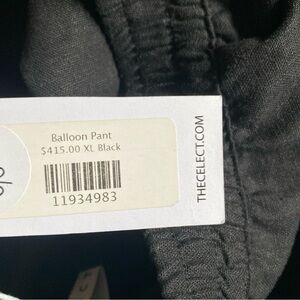 Balloon Pant
$415.00 XL Black
11934983
THECELECT.COM